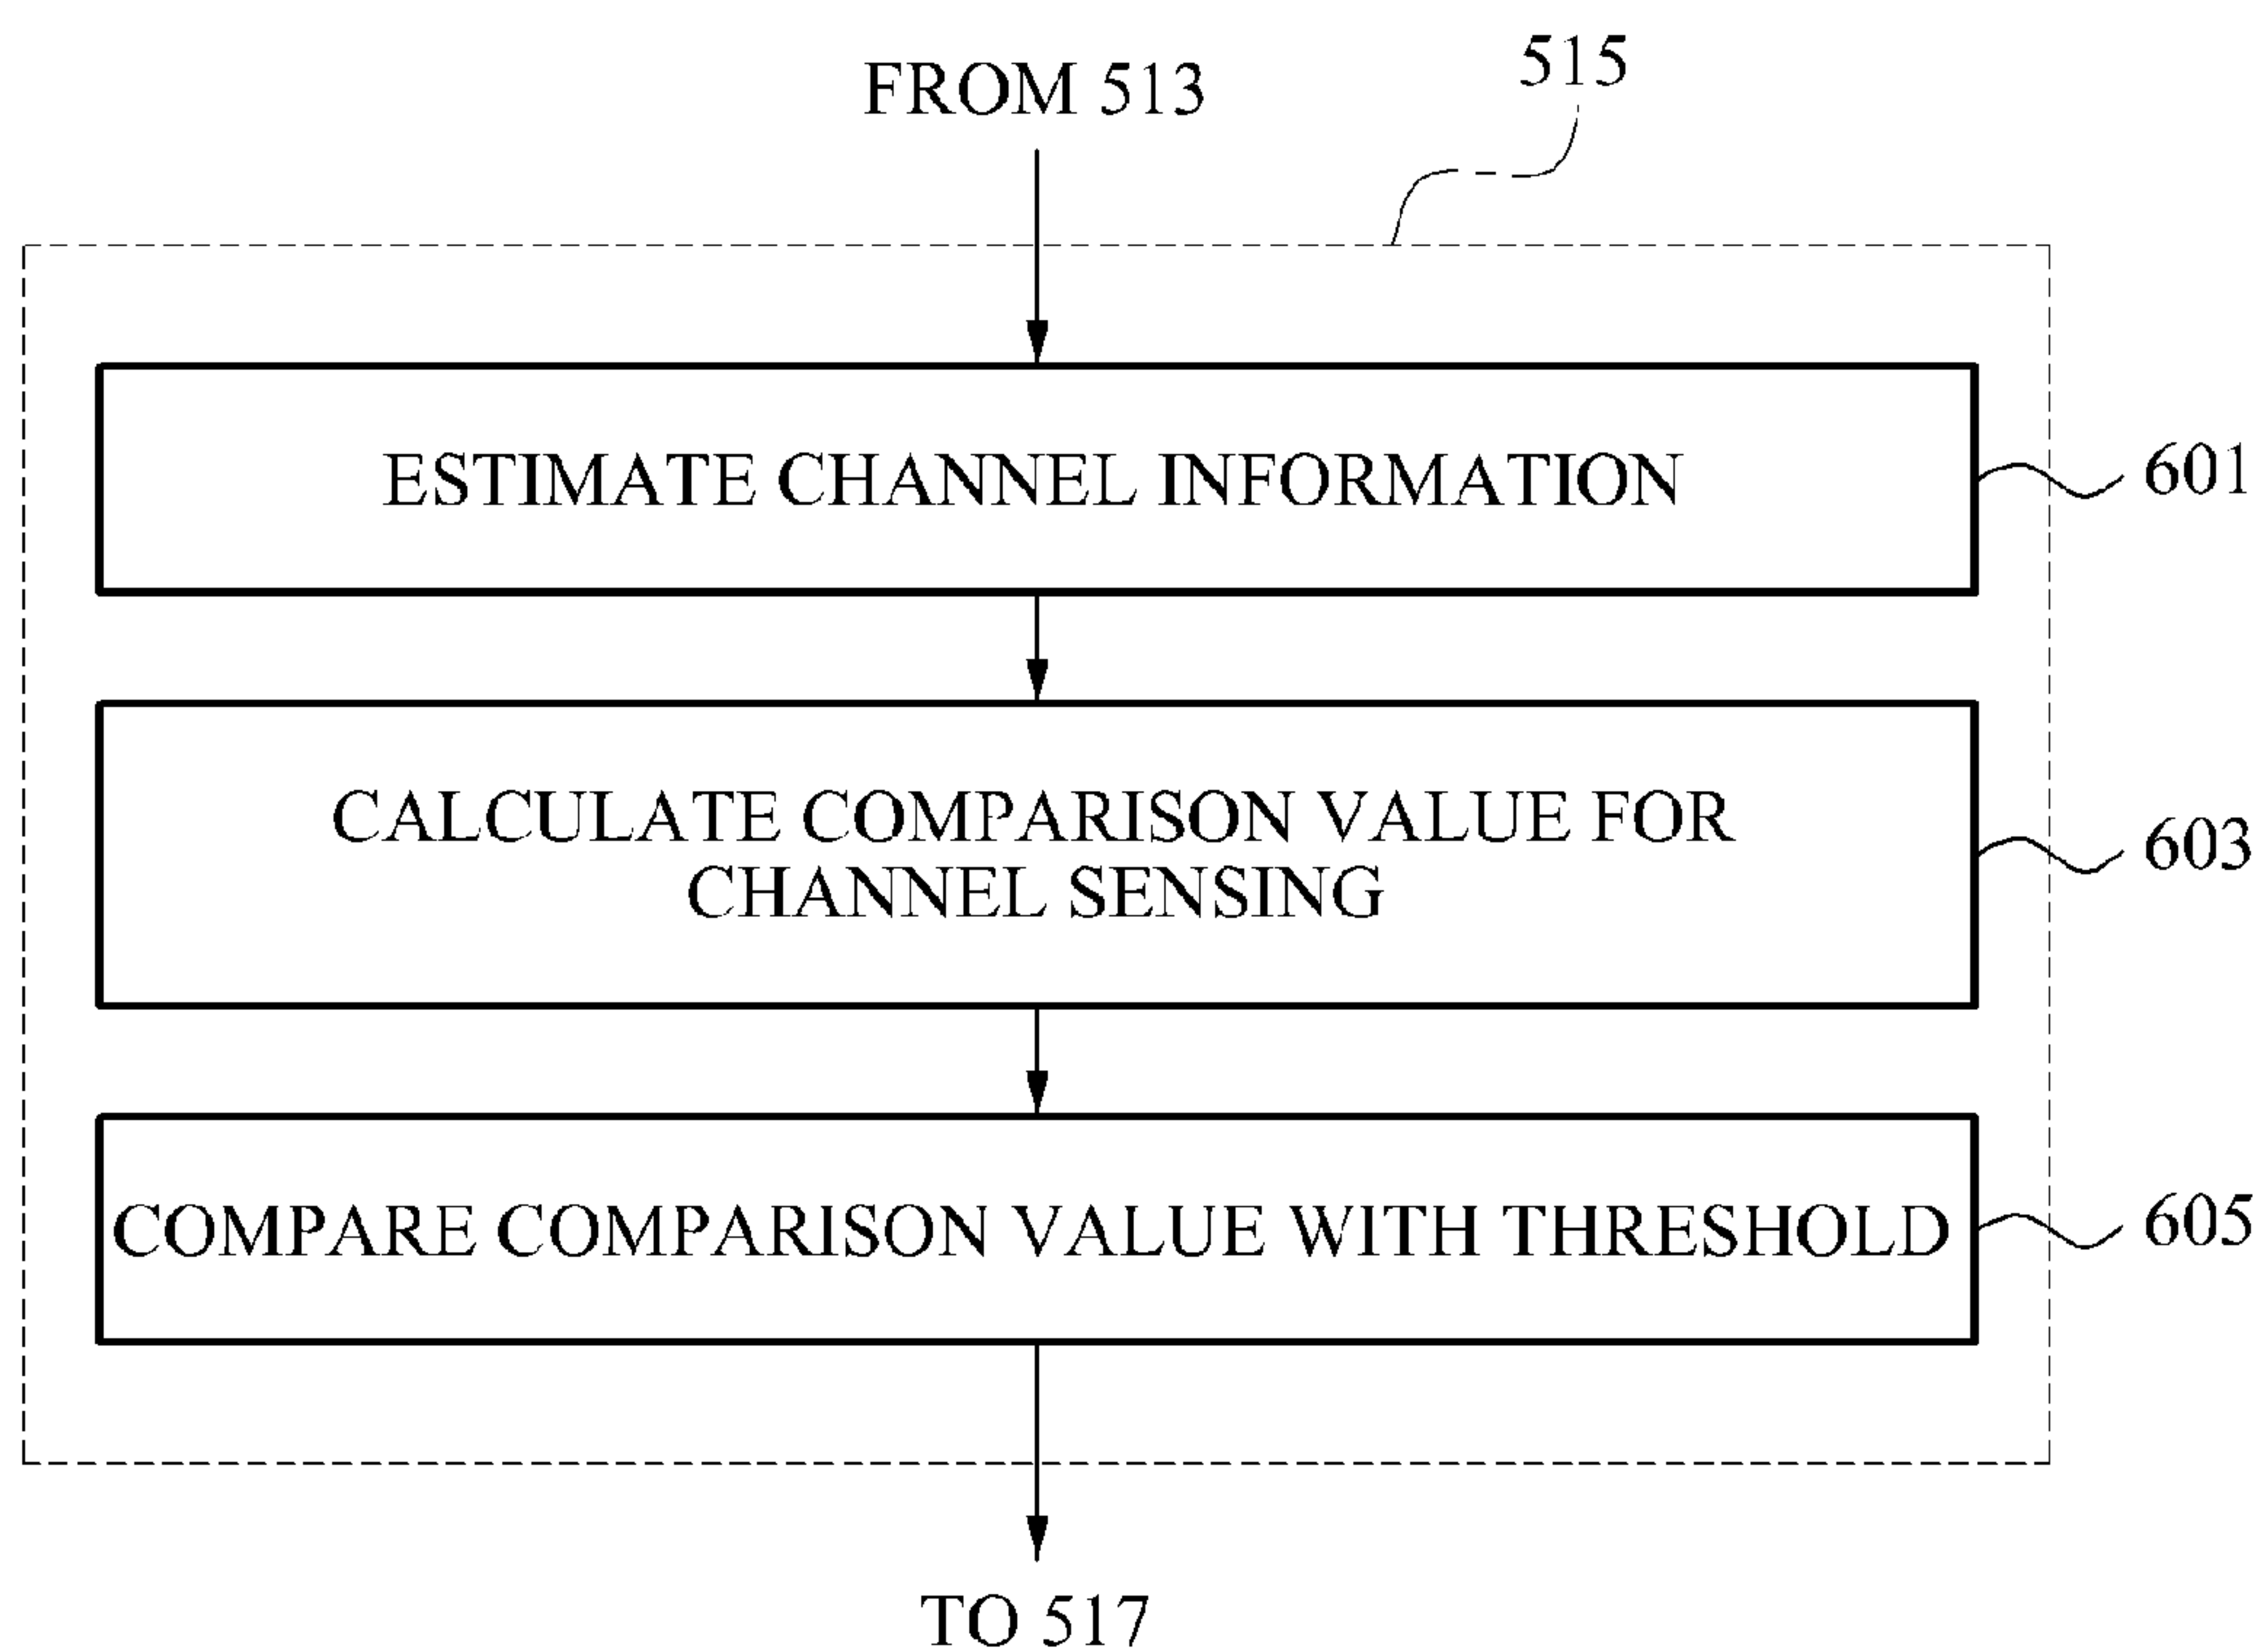 FROM 513
515
ESTIMATE CHANNEL INFORMATION
601
CALCULATE COMPARISON VALUE FOR
CHANNEL SENSING
603
COMPARE COMPARISON VALUE WITH THRESHOLD
605
TO 517